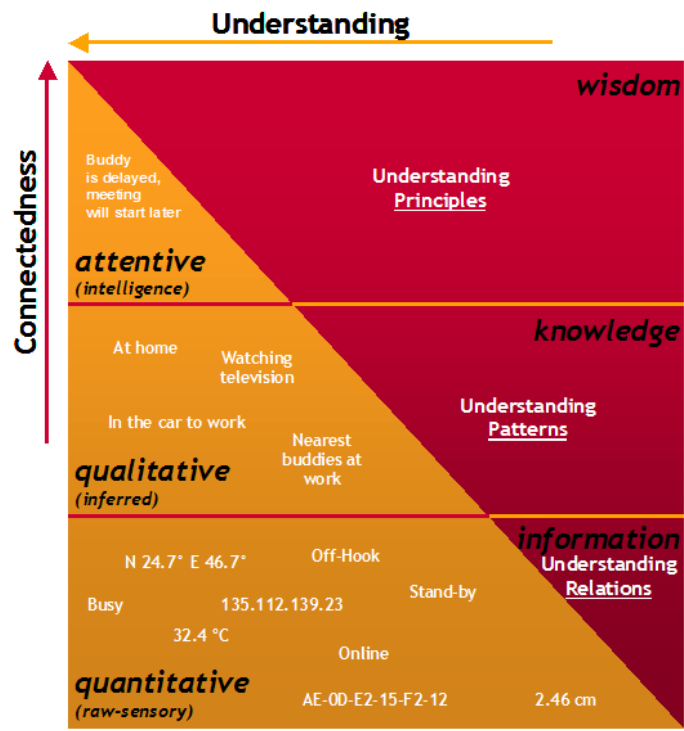 Understanding
Connectedness
wisdom
Buddy
is delayed,
meeting
will start later
Understanding
Principles
attentive
(intelligence)
knowledge
At home
Watching
television
Understanding
Patterns
In the car to work
Nearest
buddies at
work
qualitative
(inferred)
information
Understanding
Relations
Off-Hook
N 24.7° E 46.7°
Stand-by
Busy
135.112.139.23
32.4 °C
Online
quantitative
(raw-sensory)
AE-0D-E2-15-F2-12
2.46 cm